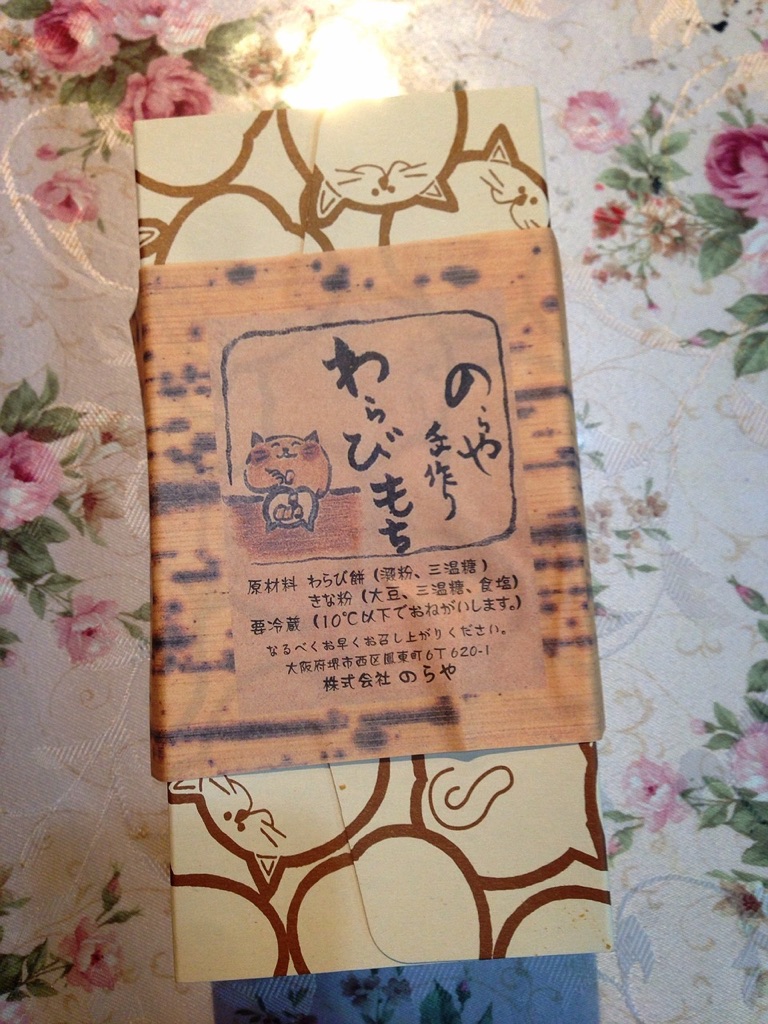 のらや
手作り
わらびもち
原材料 わらび餅(澱粉、三温糖)
きな粉(大豆、三温糖、食塩)
要冷蔵 (10℃以下でおねがいします。)
なるべくお早くお召し上がりください。
大阪府堺市西区鳳東町6丁620-1
株式会社 のらや